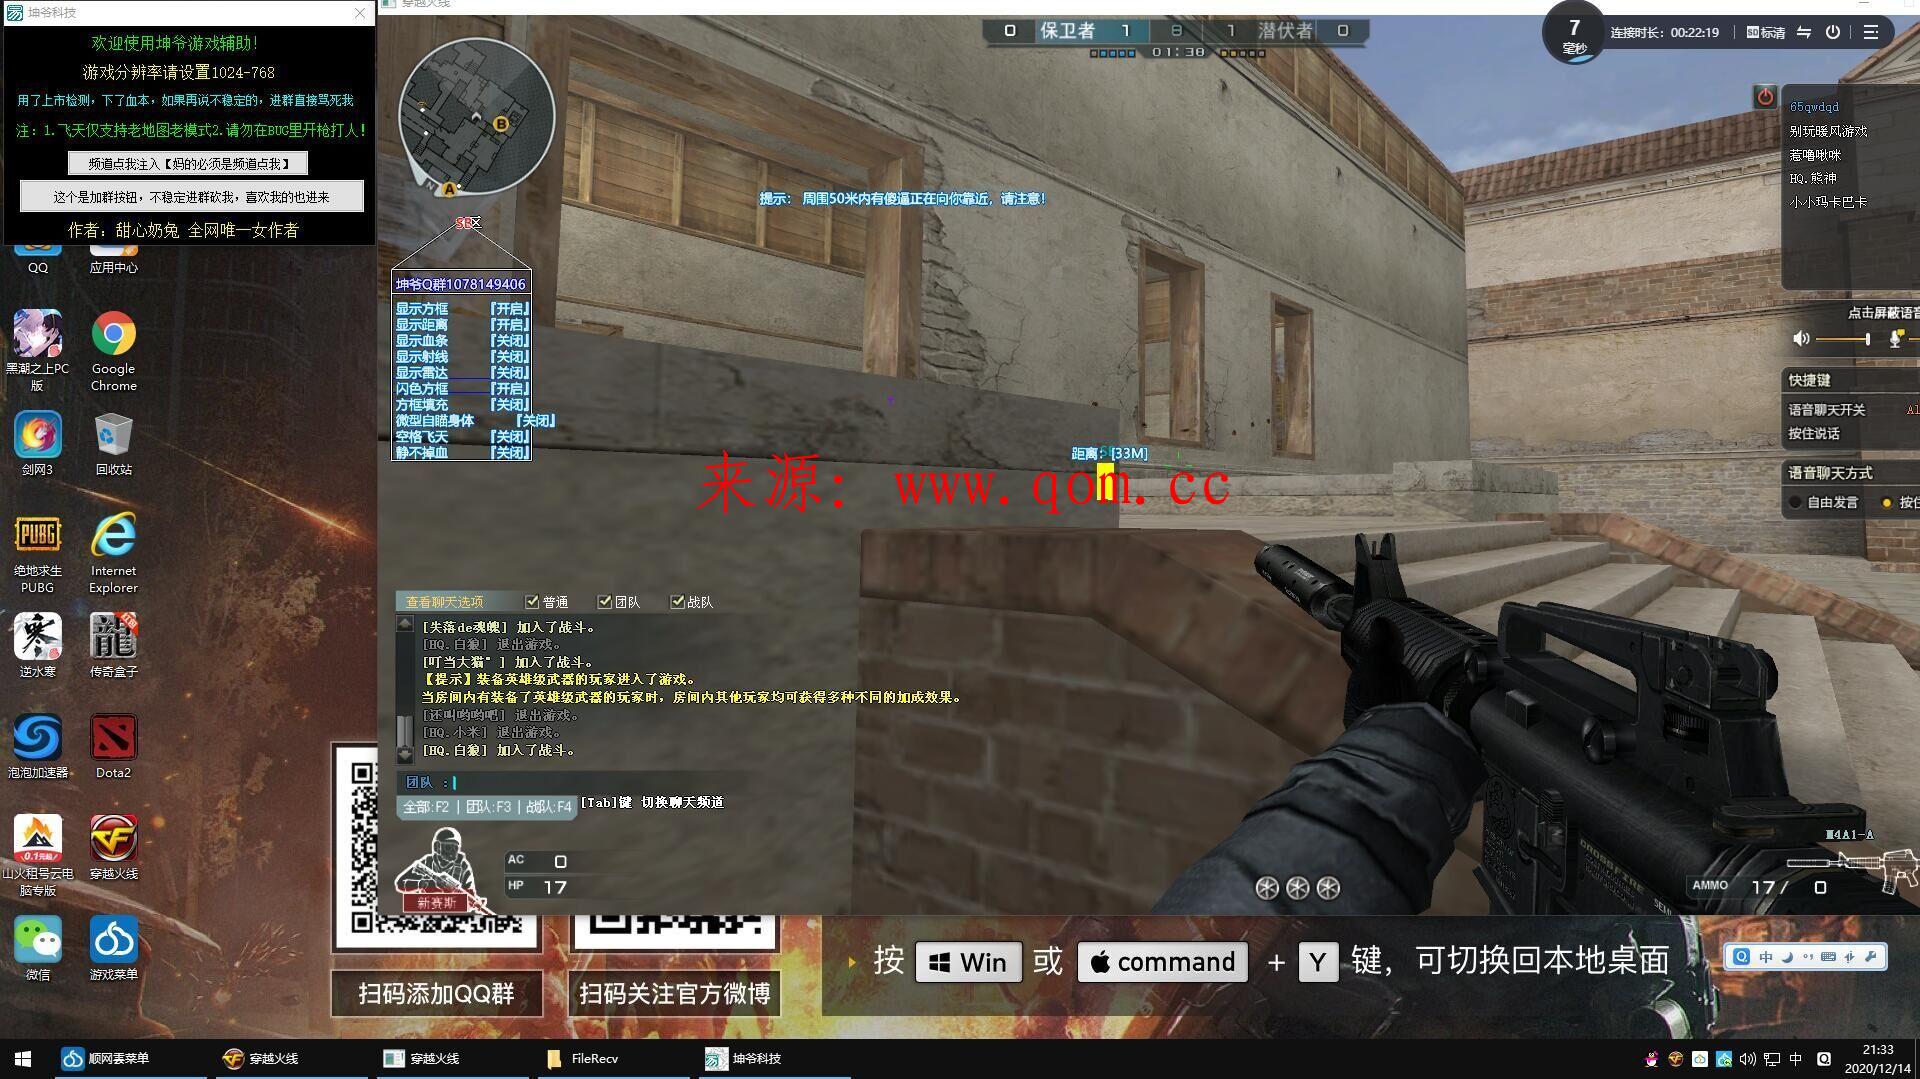 坤爷科技
欢迎使用坤爷游戏辅助!
游戏分辨率请设置1024-768
用了上市检测，下了血本，如果再说不稳定的，进群直接骂死我
注：1.飞天仅支持老地图老模式2.请勿在BUG里开枪打人!
频道点我注入【妈的必须是频道点我】
这个是加群按钮，不稳定进群砍我，喜欢我的也进来
作者：甜心奶兔 全网唯一女作者
穿越火线
0 保卫者 1 8 1 潜伏者 0
01:38
7
毫秒
连接时长：00:22:19
SD 标清
65qwdqd
别玩暖风游戏
惹噜啾咪
HQ.熊神
小小玛卡巴卡
点击屏蔽语音
快捷键
语音聊天开关 Al
按住说话
语音聊天方式
自由发言 按住
B
A
N
提示： 周围50米内有傻逼正在向你靠近，请注意!
坤爷Q群1078149406
显示方框 『开启』
显示距离 『开启』
显示血条 『关闭』
显示射线 『关闭』
显示雷达 『关闭』
闪色方框 『开启』
方框填充 『关闭』
微型自瞄身体 『关闭』
空格飞天 『关闭』
静不掉血 『关闭』
距离：[33M]
来源：www.qom.cc
查看聊天选项 普通 团队 战队
[失落de魂魄] 加入了战斗。
[HQ.白狼] 退出游戏。
[叮当大猫"] 加入了战斗。
【提示】装备英雄级武器的玩家进入了游戏。
当房间内有装备了英雄级武器的玩家时，房间内其他玩家均可获得多种不同的加成效果。
[还叫哟哟吧] 退出游戏。
[HQ.小米] 退出游戏。
[HQ.白狼] 加入了战斗。
团队 :
全部:F2 | 团队:F3 | 战队:F4
[Tab]键 切换聊天频道
AC 0
HP 17
新赛斯
M4A1-A
AMMO 17/ 0
CROSSFIRE
SEMI
QQ
应用中心
黑潮之上PC版
Google Chrome
剑网3
回收站
PUBG
绝地求生 PUBG
Internet Explorer
逆水寒
传奇盒子
泡泡加速器
Dota2
0.1元起
山火租号云电脑专版
穿越火线
微信
游戏菜单
扫码添加QQ群
扫码关注官方微博
按 Win 或 command + Y 键，可切换回本地桌面
中
顺网云菜单
穿越火线
穿越火线
FileRecv
坤爷科技
中
21:33
2020/12/14